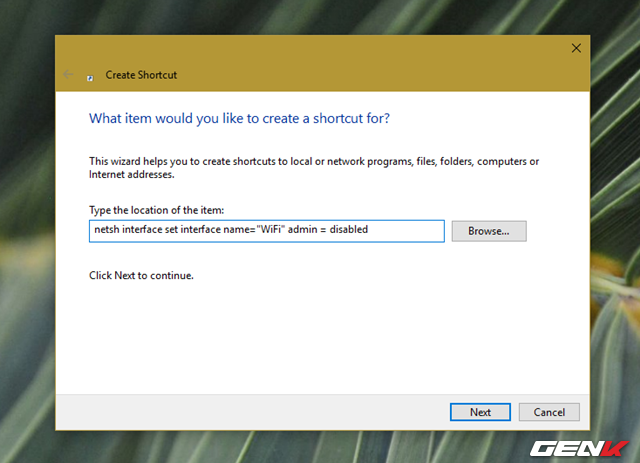 Create Shortcut
What item would you like to create a shortcut for?
This wizard helps you to create shortcuts to local or network programs, files, folders, computers or
Internet addresses.
Type the location of the item:
netsh interface set interface name="WiFi" admin = disabled
Browse...
Click Next to continue.
Next
Cancel
GENK